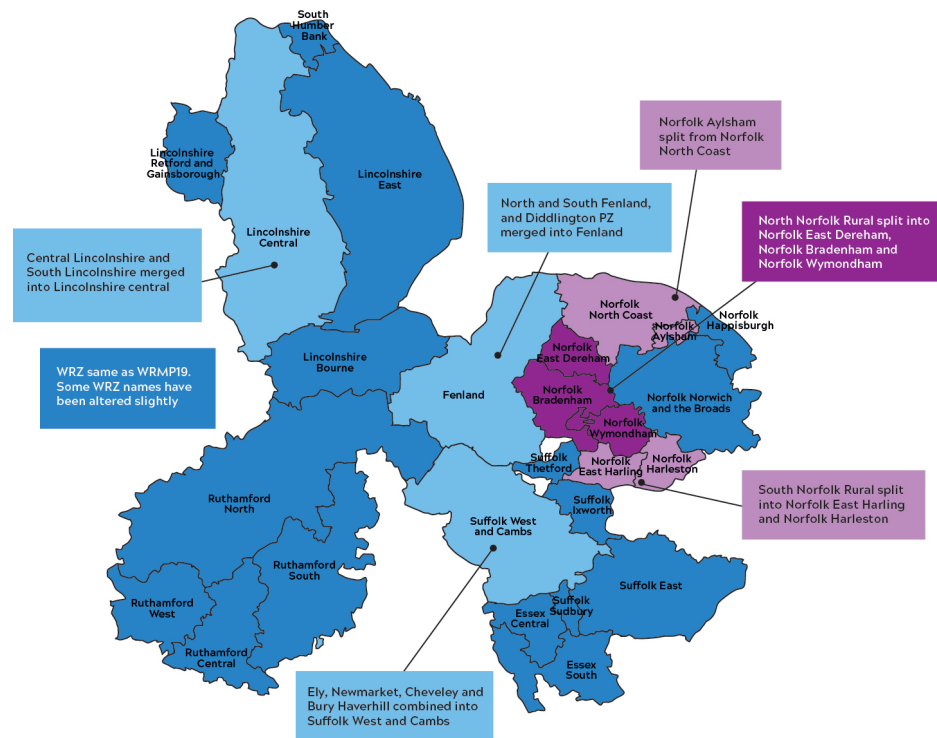 South
Humber
Bank
Lincolnshire
Retford and
Gainsborough
Lincolnshire
East
Lincolnshire
Central
Norfolk Aylsham
split from Norfolk
North Coast
North and South Fenland,
and Diddlington PZ
merged into Fenland
North Norfolk Rural split into
Norfolk East Dereham,
Norfolk Bradenham and
Norfolk Wymondham
Central Lincolnshire and
South Lincolnshire merged
into Lincolnshire central
WRZ same as WRMP19.
Some WRZ names have
been altered slightly
Norfolk
North Coast
Norfolk
Aylsham
Norfolk
Happisburgh
Norfolk
East Dereham
Lincolnshire
Bourne
Fenland
Norfolk
Bradenham
Norfolk Norwich
and the Broads
Norfolk
Wymondham
Suffolk
Thetford
Norfolk
East Harling
Norfolk
Harleston
South Norfolk Rural split
into Norfolk East Harling
and Norfolk Harleston
Ruthamford
North
Suffolk West
and Cambs
Suffolk
Ixworth
Ruthamford
South
Suffolk East
Ruthamford
West
Suffolk
Sudbury
Essex
Central
Ruthamford
Central
Essex
South
Ely, Newmarket, Cheveley and
Bury Haverhill combined into
Suffolk West and Cambs